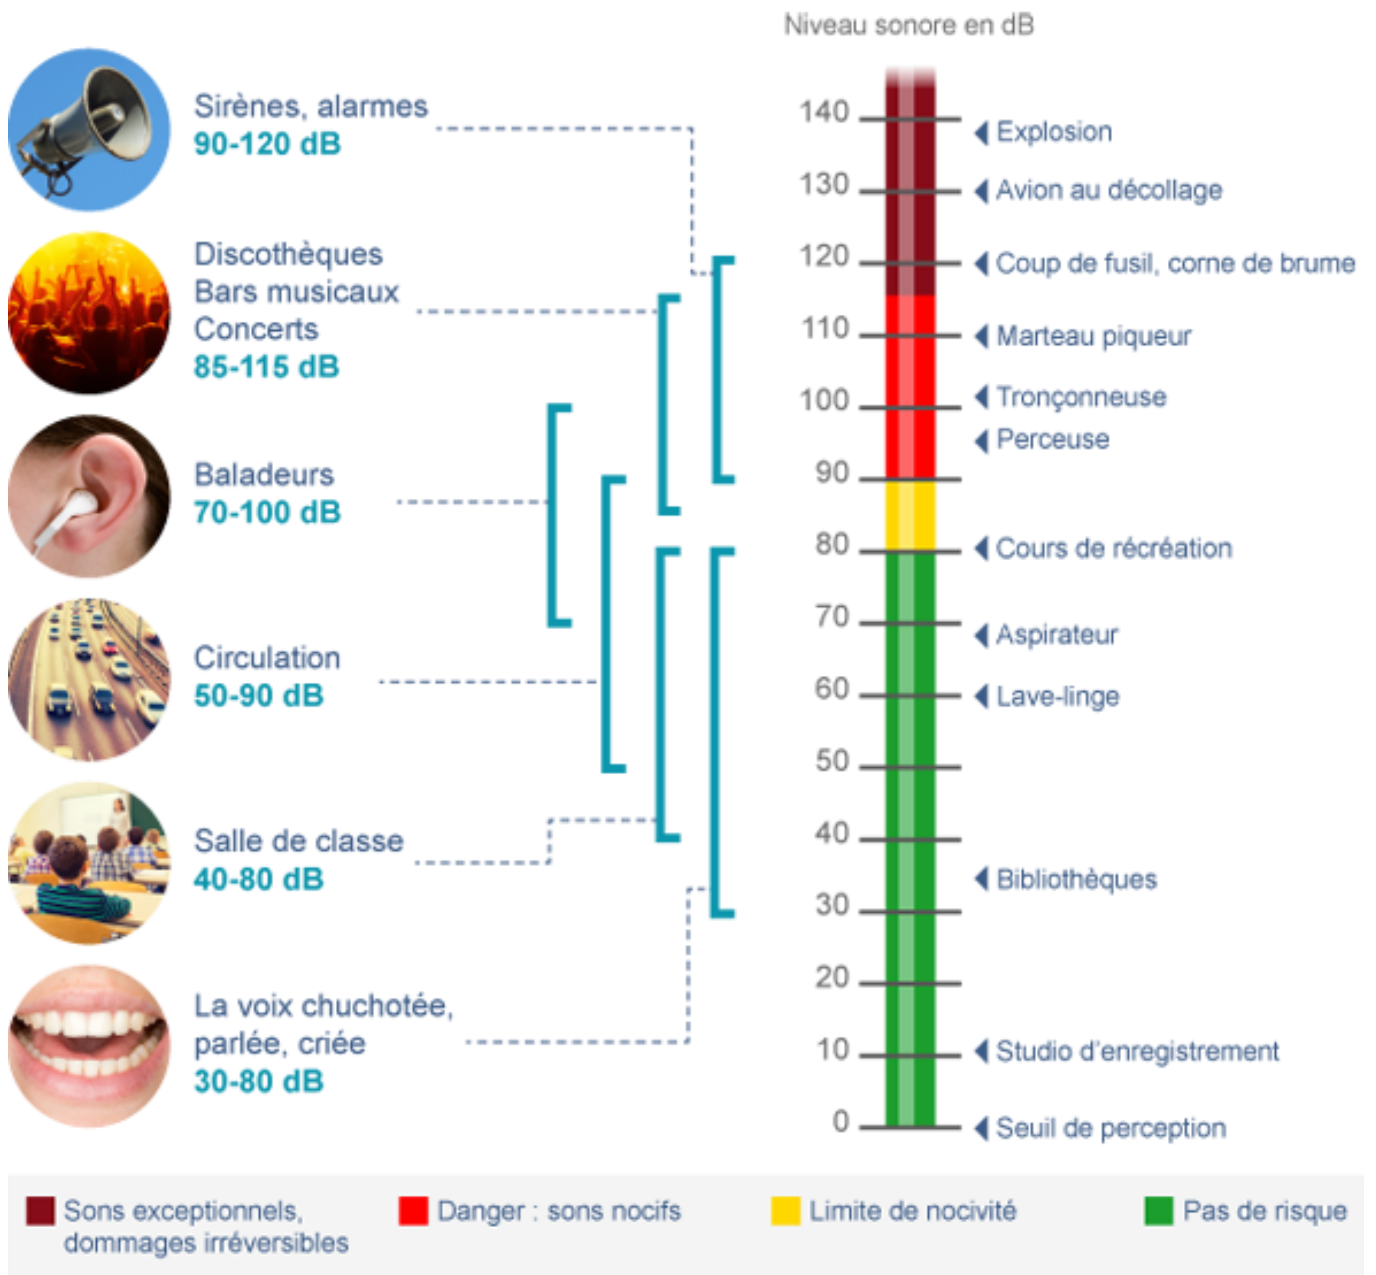 Niveau sonore en dB
Sirènes, alarmes
90-120 dB
Discothèques
Bars musicaux
Concerts
85-115 dB
Baladeurs
70-100 dB
Circulation
50-90 dB
Salle de classe
40-80 dB
La voix chuchotée,
parlée, criée
30-80 dB
140
Explosion
130
Avion au décollage
120
Coup de fusil, corne de brume
110
Marteau piqueur
100
Tronçonneuse
Perceuse
90
80
Cours de récréation
70
Aspirateur
60
Lave-linge
50
40
Bibliothèques
30
20
10
Studio d'enregistrement
0
Seuil de perception
Sons exceptionnels,
dommages irréversibles
Danger : sons nocifs
Limite de nocivité
Pas de risque